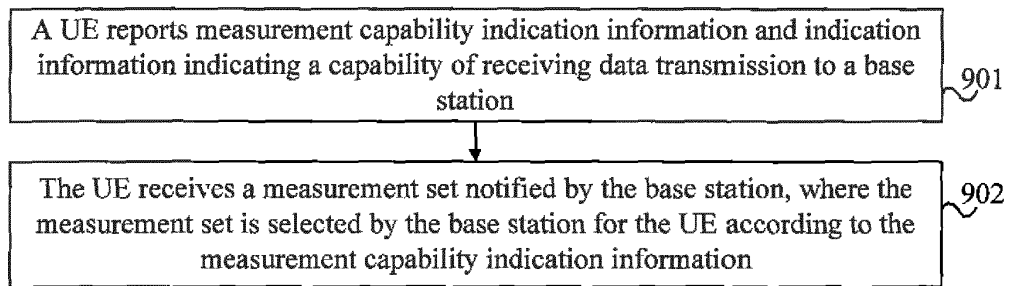 A UE reports measurement capability indication information and indication
information indicating a capability of receiving data transmission to a base
station
901
The UE receives a measurement set notified by the base station, where the
measurement set is selected by the base station for the UE according to the
measurement capability indication information
902